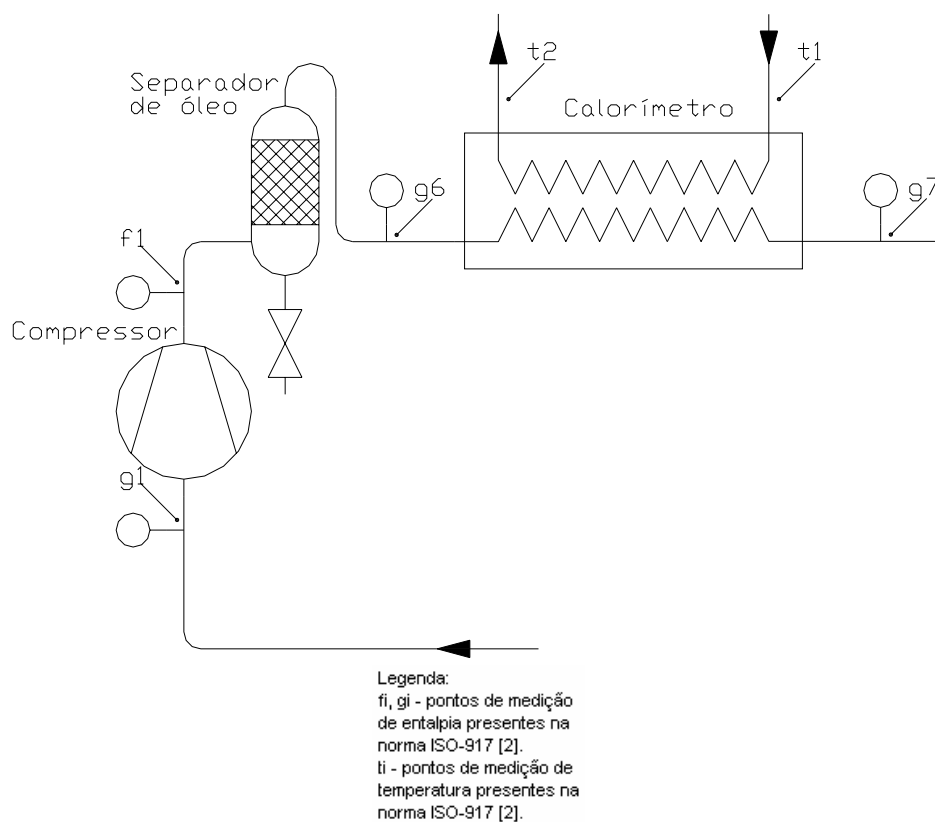 t2
t1
Separador
de óleo
Calorímetro
g6
g7
f1
Compressor
g1
Legenda:
fi, gi - pontos de medição
de entalpia presentes na
norma ISO-917 [2].
ti - pontos de medição de
temperatura presentes na
norma ISO-917 [2].